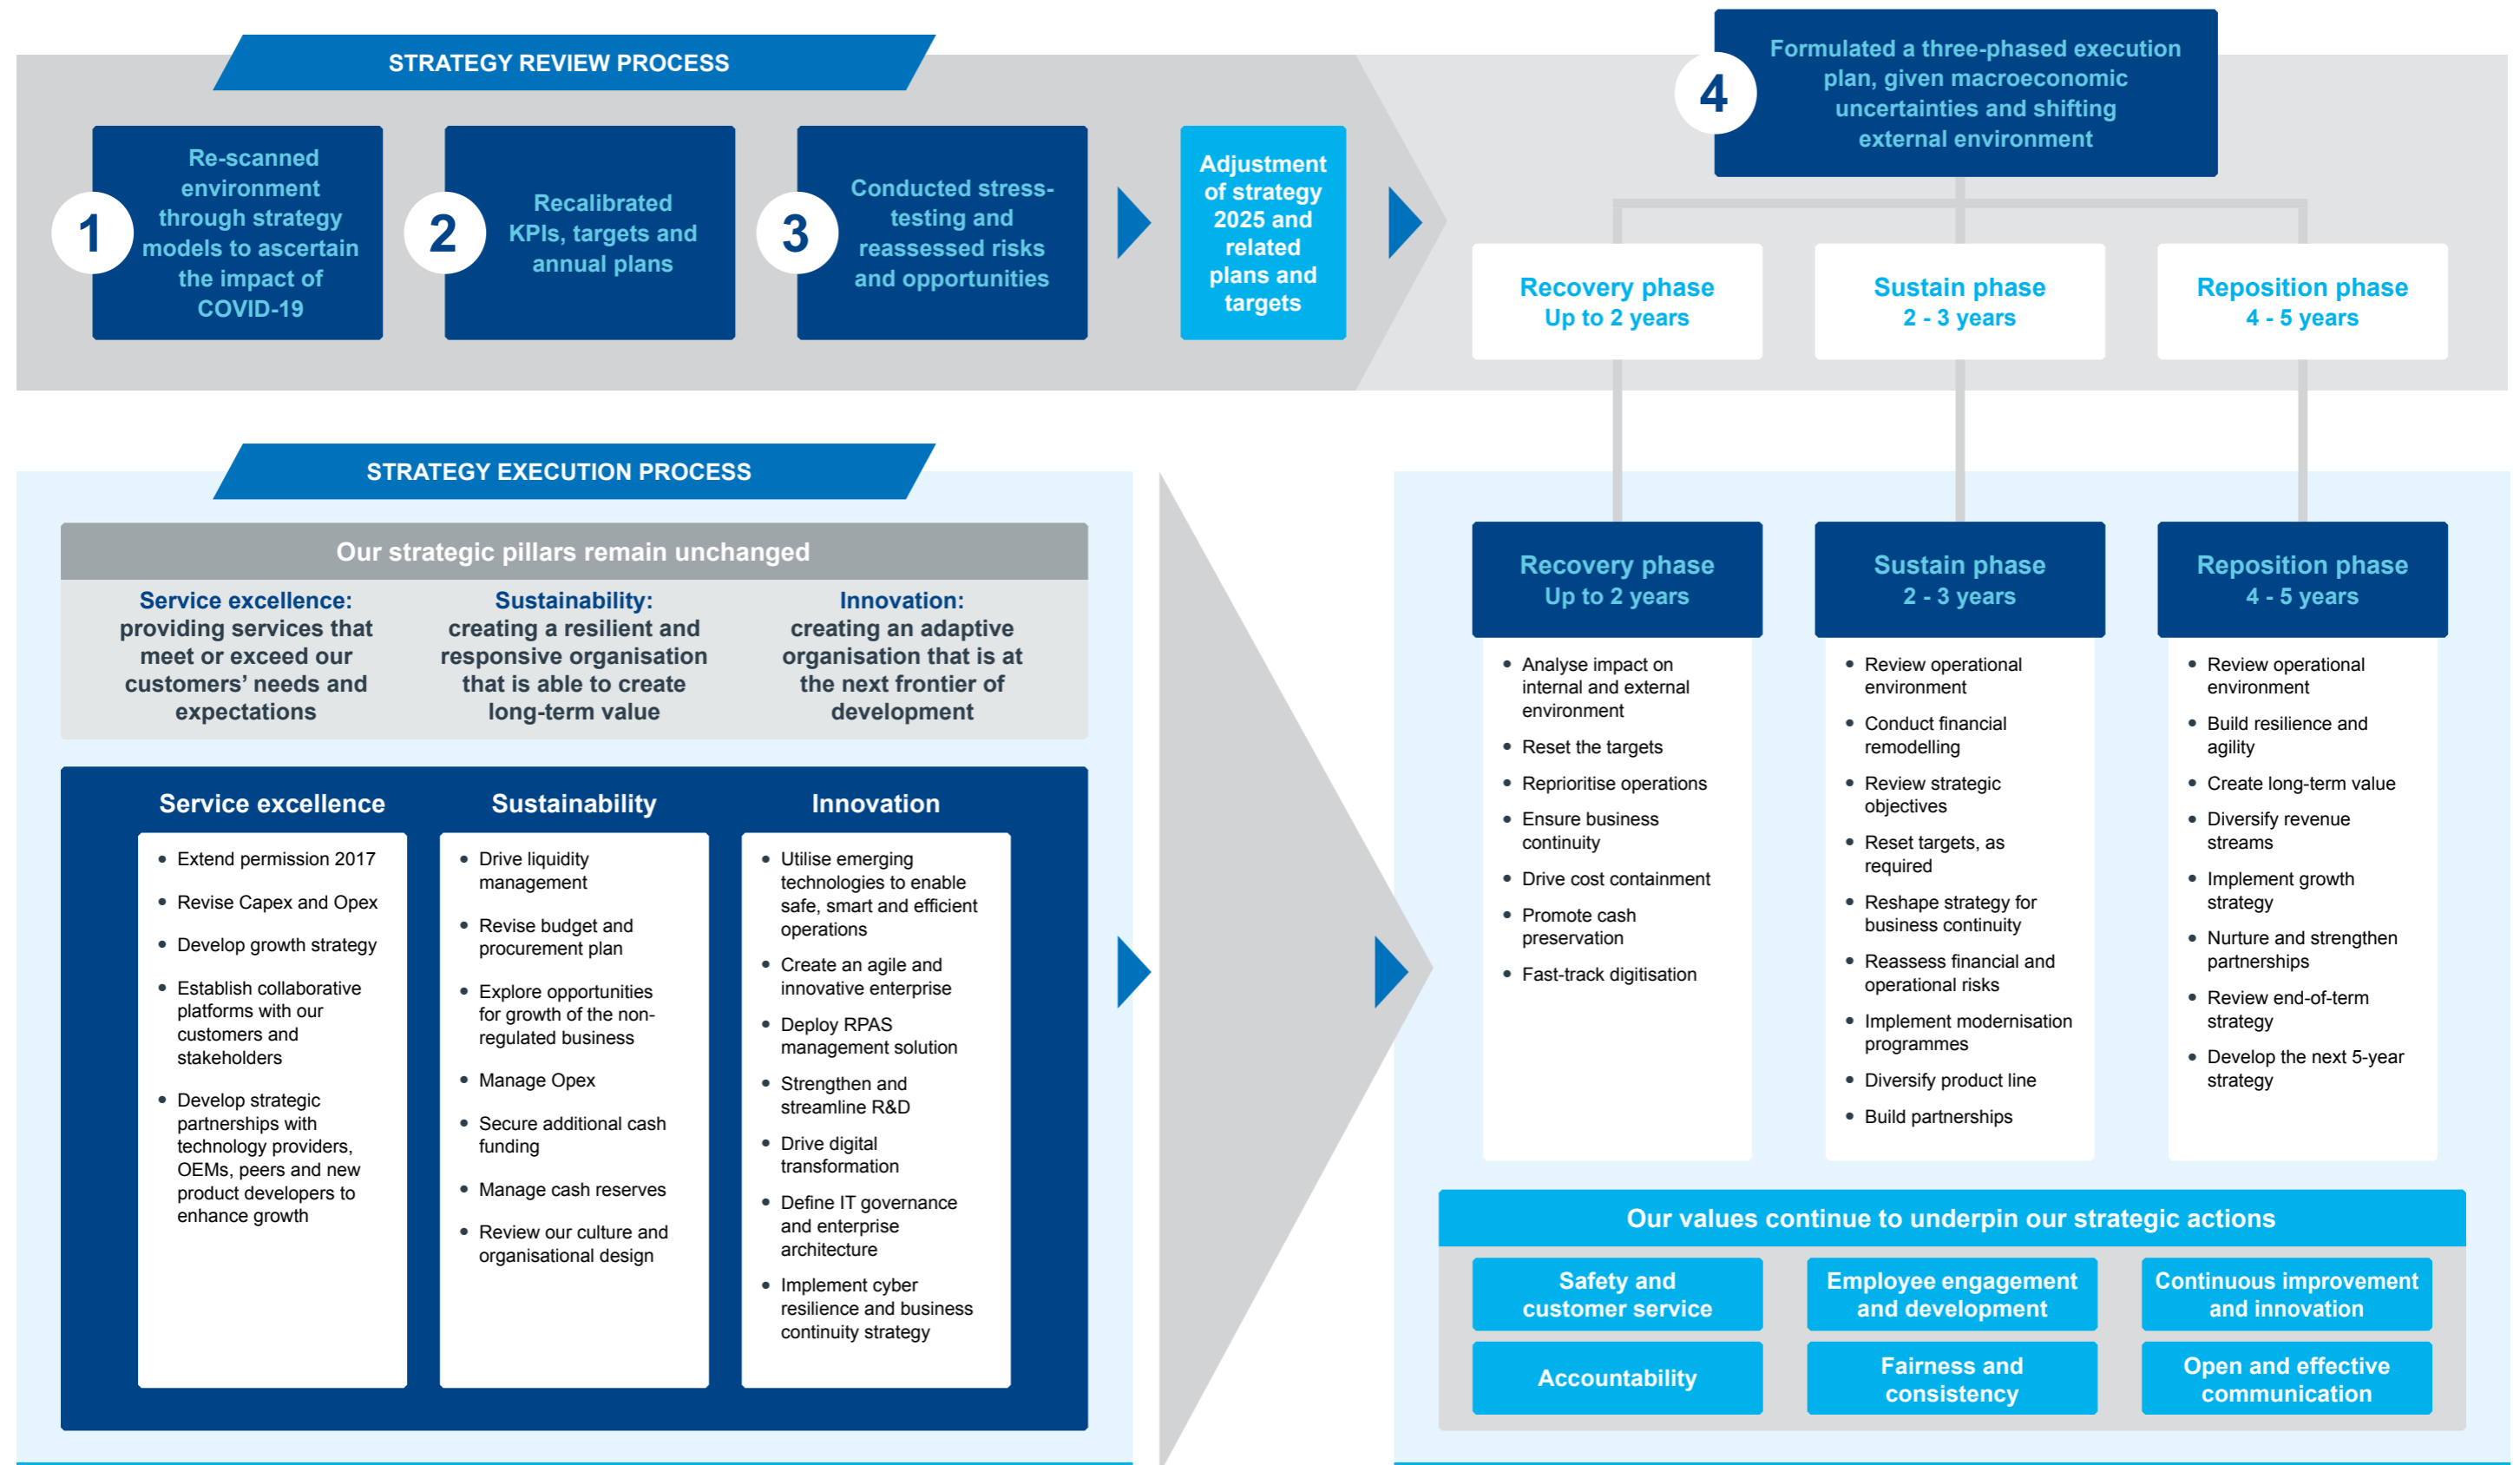 STRATEGY REVIEW PROCESS
1
Re-scanned
environment
through strategy
models to ascertain
the impact of
COVID-19
2
Recalibrated
KPIs, targets and
annual plans
3
Conducted stress-
testing and
reassessed risks
and opportunities
Adjustment
of strategy
2025 and
related
plans and
targets
4
Formulated a three-phased execution
plan, given macroeconomic
uncertainties and shifting
external environment
Recovery phase
Up to 2 years
Sustain phase
2 - 3 years
Reposition phase
4 - 5 years
STRATEGY EXECUTION PROCESS
Our strategic pillars remain unchanged
Service excellence:
providing services that
meet or exceed our
customers’ needs and
expectations
Sustainability:
creating a resilient and
responsive organisation
that is able to create
long-term value
Innovation:
creating an adaptive
organisation that is at
the next frontier of
development
Service excellence
• Extend permission 2017
• Revise Capex and Opex
• Develop growth strategy
• Establish collaborative
platforms with our
customers and
stakeholders
• Develop strategic
partnerships with
technology providers,
OEMs, peers and new
product developers to
enhance growth
Sustainability
• Drive liquidity
management
• Revise budget and
procurement plan
• Explore opportunities
for growth of the non-
regulated business
• Manage Opex
• Secure additional cash
funding
• Manage cash reserves
• Review our culture and
organisational design
Innovation
• Utilise emerging
technologies to enable
safe, smart and efficient
operations
• Create an agile and
innovative enterprise
• Deploy RPAS
management solution
• Strengthen and
streamline R&D
• Drive digital
transformation
• Define IT governance
and enterprise
architecture
• Implement cyber
resilience and business
continuity strategy
Recovery phase
Up to 2 years
• Analyse impact on
internal and external
environment
• Reset the targets
• Reprioritise operations
• Ensure business
continuity
• Drive cost containment
• Promote cash
preservation
• Fast-track digitisation
Sustain phase
2 - 3 years
• Review operational
environment
• Conduct financial
remodelling
• Review strategic
objectives
• Reset targets, as
required
• Reshape strategy for
business continuity
• Reassess financial and
operational risks
• Implement modernisation
programmes
• Diversify product line
• Build partnerships
Reposition phase
4 - 5 years
• Review operational
environment
• Build resilience and
agility
• Create long-term value
• Diversify revenue
streams
• Implement growth
strategy
• Nurture and strengthen
partnerships
• Review end-of-term
strategy
• Develop the next 5-year
strategy
Our values continue to underpin our strategic actions
Safety and
customer service
Employee engagement
and development
Continuous improvement
and innovation
Accountability
Fairness and
consistency
Open and effective
communication